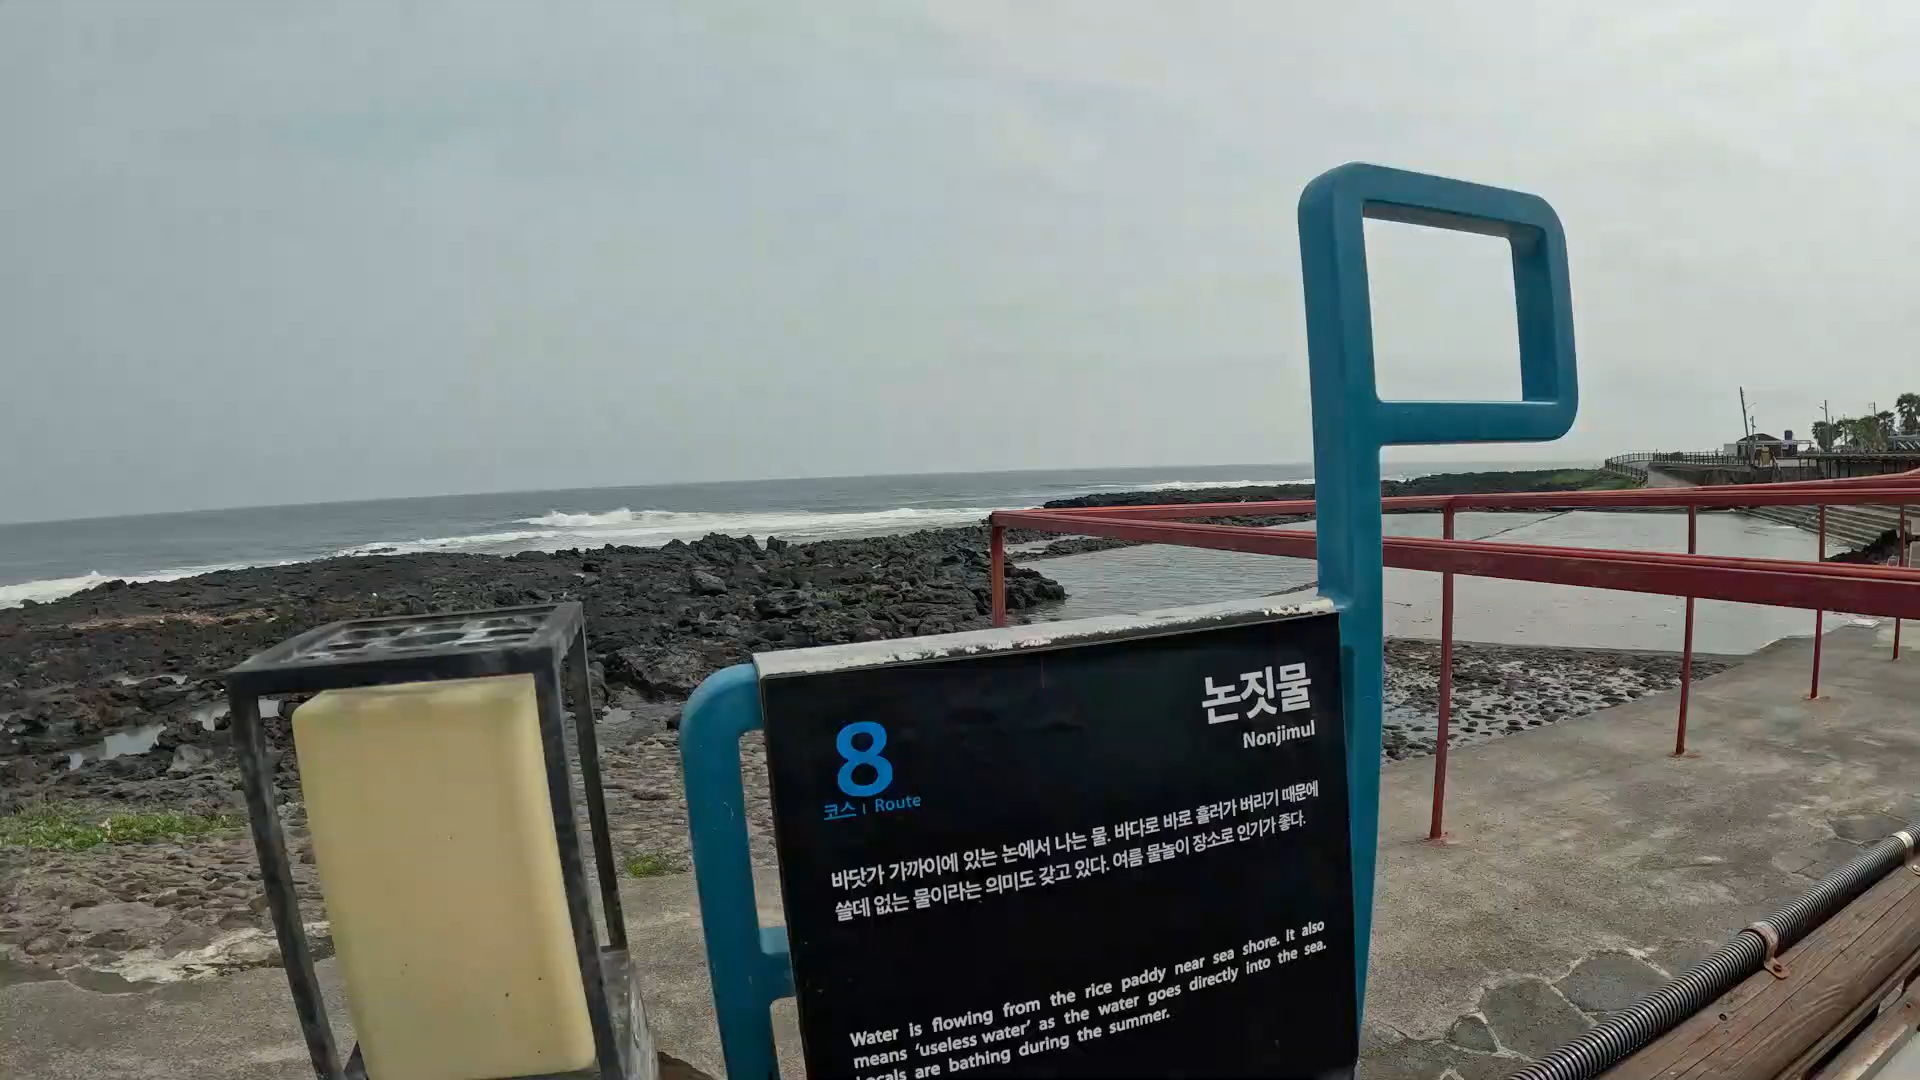 논짓물
Nonjimul
8
코스 | Route
바닷가 가까이에 있는 논에서 나는 물. 바다로 바로 흘러가 버리기 때문에
쓸데 없는 물이라는 의미도 갖고 있다. 여름 물놀이 장소로 인기가 좋다.
Water is flowing from the rice paddy near sea shore. It also
means 'useless water' as the water goes directly into the sea.
Locals are bathing during the summer.